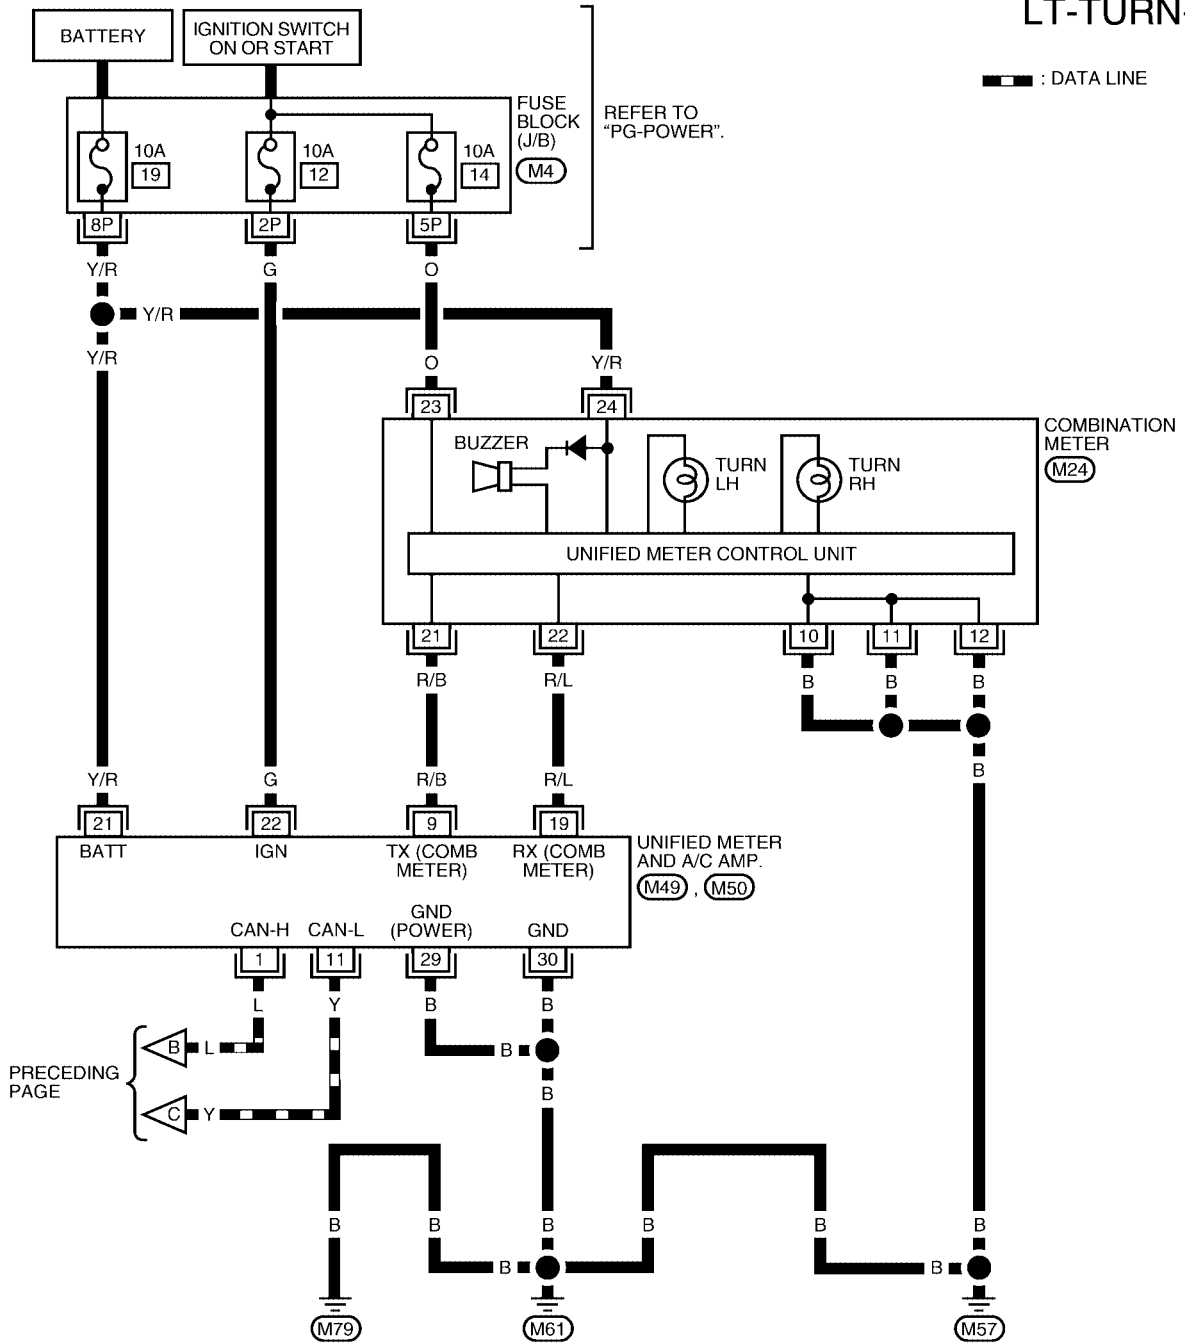 LT-TURN-
BATTERY
IGNITION SWITCH
ON OR START
: DATA LINE
FUSE
BLOCK
(J/B)
M4
REFER TO
"PG-POWER".
10A
19
10A
12
10A
14
8P
2P
5P
Y/R
G
O
Y/R
Y/R
O
Y/R
23
24
COMBINATION
METER
M24
BUZZER
TURN
LH
TURN
RH
UNIFIED METER CONTROL UNIT
21
22
10
11
12
R/B
R/L
B
B
B
B
Y/R
G
R/B
R/L
21
22
9
19
BATT
IGN
TX (COMB
METER)
RX (COMB
METER)
UNIFIED METER
AND A/C AMP.
M49 , M50
CAN-H
CAN-L
GND
(POWER)
GND
1
11
29
30
L
Y
B
B
B
L
B
PRECEDING
PAGE
C
Y
B
B
B
B
B
B
B
B
B
M79
M61
M57